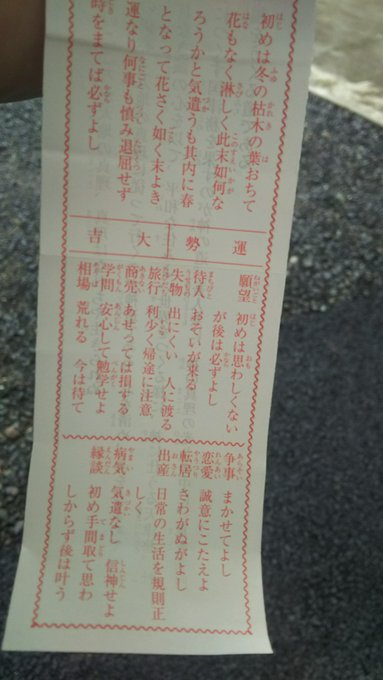 初めは冬の枯木の葉おちて
花もなく淋し〱此末如何な
ろうかと気遣うも其内に春
となって花さく如く末よき
運なり何事も慎み退屈せず
時をまてば必ずよし
運勢 大吉
願望 初めは思わしくない
が後は必ずよし
待人 おそいが来る
失物 出にくい 人に渡る
旅行 利少く帰途に注意
商売 あせっては損する
学問 安心して勉学せよ
相場 荒れる 今は待て
争事 まかせてよし
恋愛 誠意にこたえよ
転居 さわがぬがよし
出産 日常の生活を規則正
しく
病気 気遣なし 信神せよ
縁談 初め手間取て思わ
しからず後は叶う